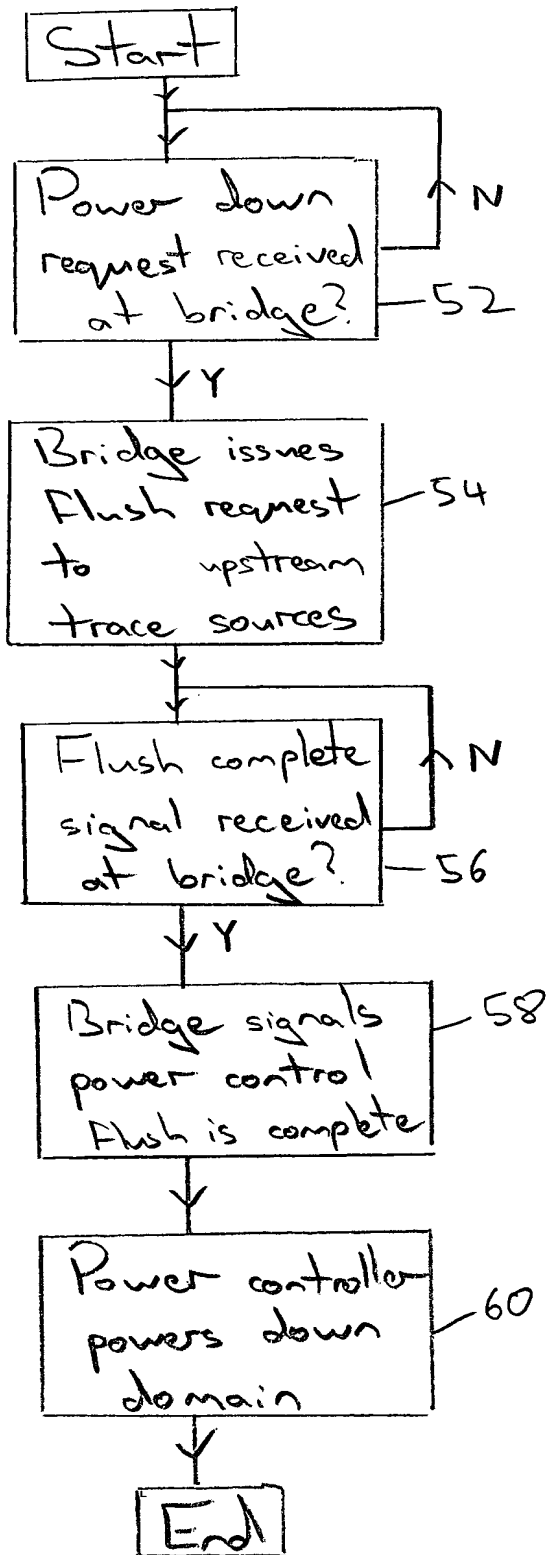 Start
N
Power down
request received
at bridge?
52
Y
Bridge issues
Flush request
to upstream
trace sources
54
N
Flush complete
signal received
at bridge?
56
Y
Bridge signals
power control
Flush is complete
58
Power controller
powers down
domain
60
End